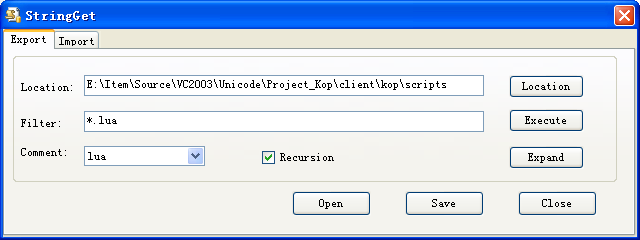 StringGet
Export Import
Location: E:\Item\Source\VC2003\Unicode\Project_Kop\client\kop\scripts Location
Filter: *.lua Execute
Comment: lua Recursion Expand
Open Save Close